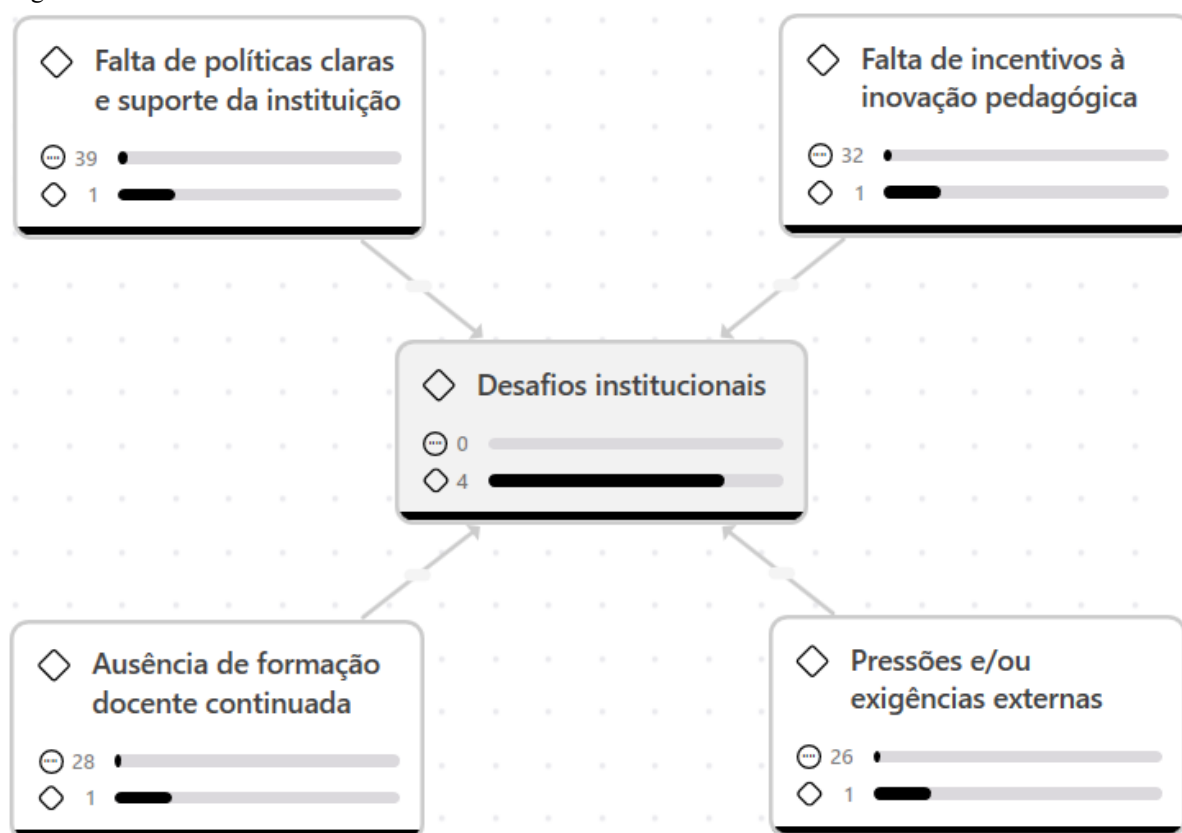 Falta de políticas claras
e suporte da instituição
39
1
Falta de incentivos à
inovação pedagógica
32
1
Desafios institucionais
0
4
Ausência de formação
docente continuada
28
1
Pressões e/ou
exigências externas
26
1